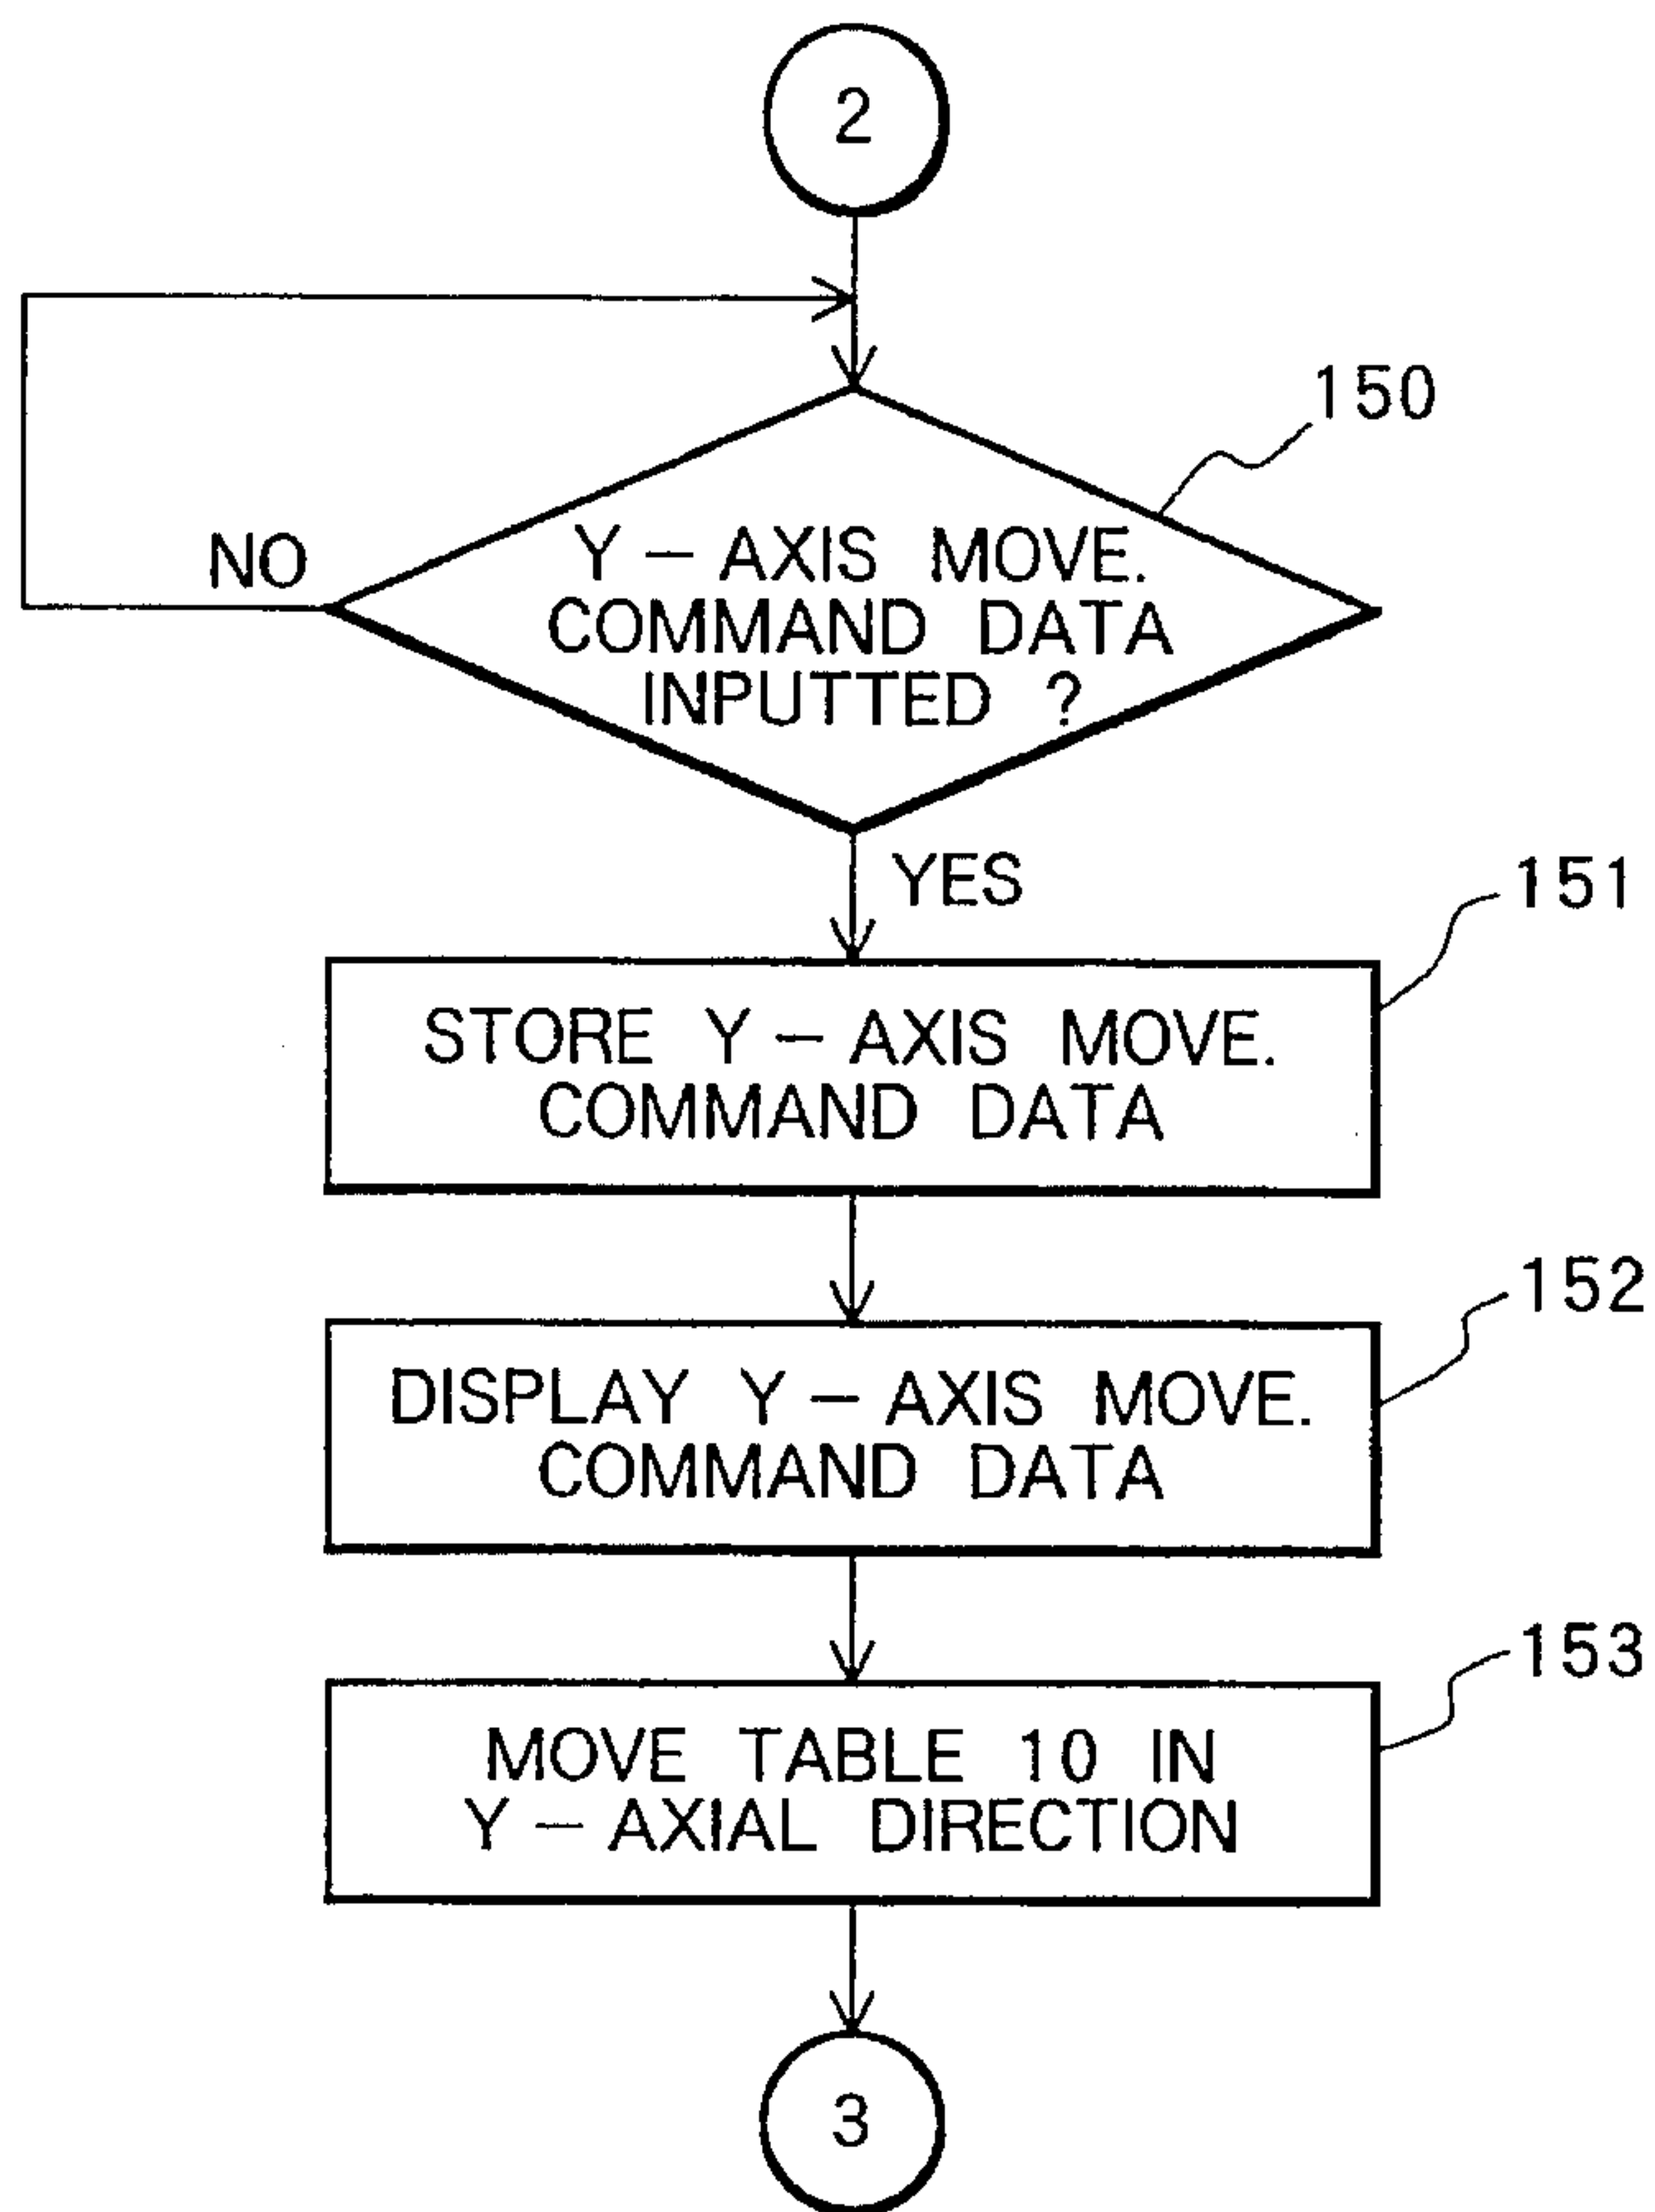 2
150
NO
Y – AXIS MOVE.
COMMAND DATA
INPUTTED ?
YES
151
STORE Y – AXIS MOVE.
COMMAND DATA
152
DISPLAY Y – AXIS MOVE.
COMMAND DATA
153
MOVE TABLE 10 IN
Y – AXIAL DIRECTION
3